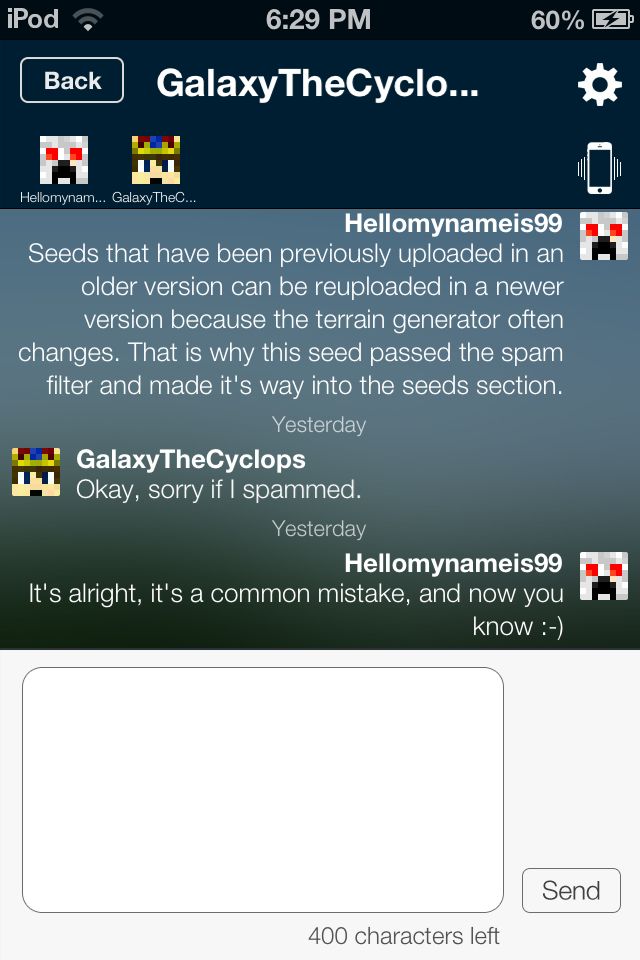 iPod 6:29 PM 60%
Back GalaxyTheCyclo...
Hellomynam... GalaxyTheC...
Hellomynameis99
Seeds that have been previously uploaded in an
older version can be reuploaded in a newer
version because the terrain generator often
changes. That is why this seed passed the spam
filter and made it's way into the seeds section.
Yesterday
GalaxyTheCyclops
Okay, sorry if I spammed.
Yesterday
Hellomynameis99
It's alright, it's a common mistake, and now you
know :-)
Send
400 characters left